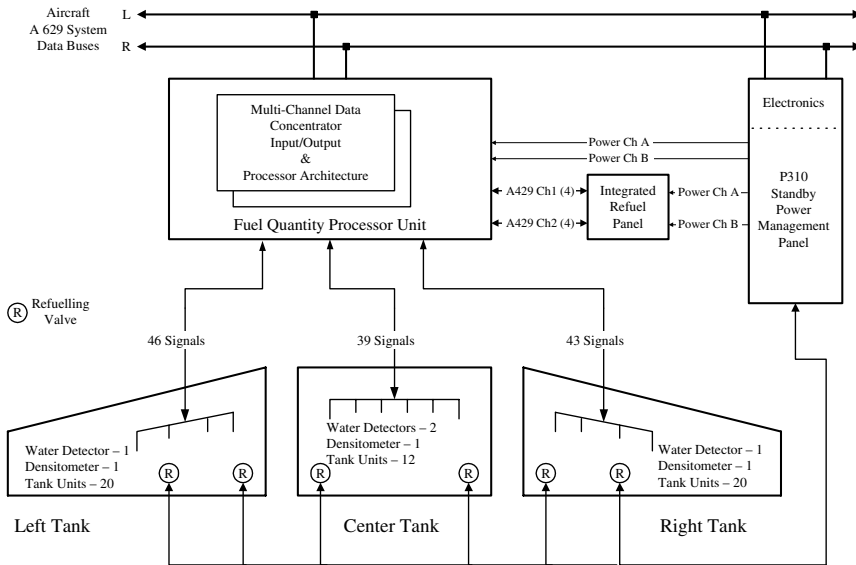 Aircraft
A 629 System
Data Buses
L
R
Multi-Channel Data
Concentrator
Input/Output
&
Processor Architecture
Fuel Quantity Processor Unit
Electronics
P310
Standby
Power
Management
Panel
Power Ch A
Power Ch B
A429 Ch1 (4)
A429 Ch2 (4)
Integrated
Refuel
Panel
Power Ch A
Power Ch B
R
Refuelling
Valve
46 Signals
39 Signals
43 Signals
Water Detector – 1
Densitometer – 1
Tank Units – 20
R
R
Water Detectors – 2
Densitometer – 1
Tank Units – 12
R
R
Water Detector – 1
Densitometer – 1
Tank Units – 20
R
R
Left Tank
Center Tank
Right Tank